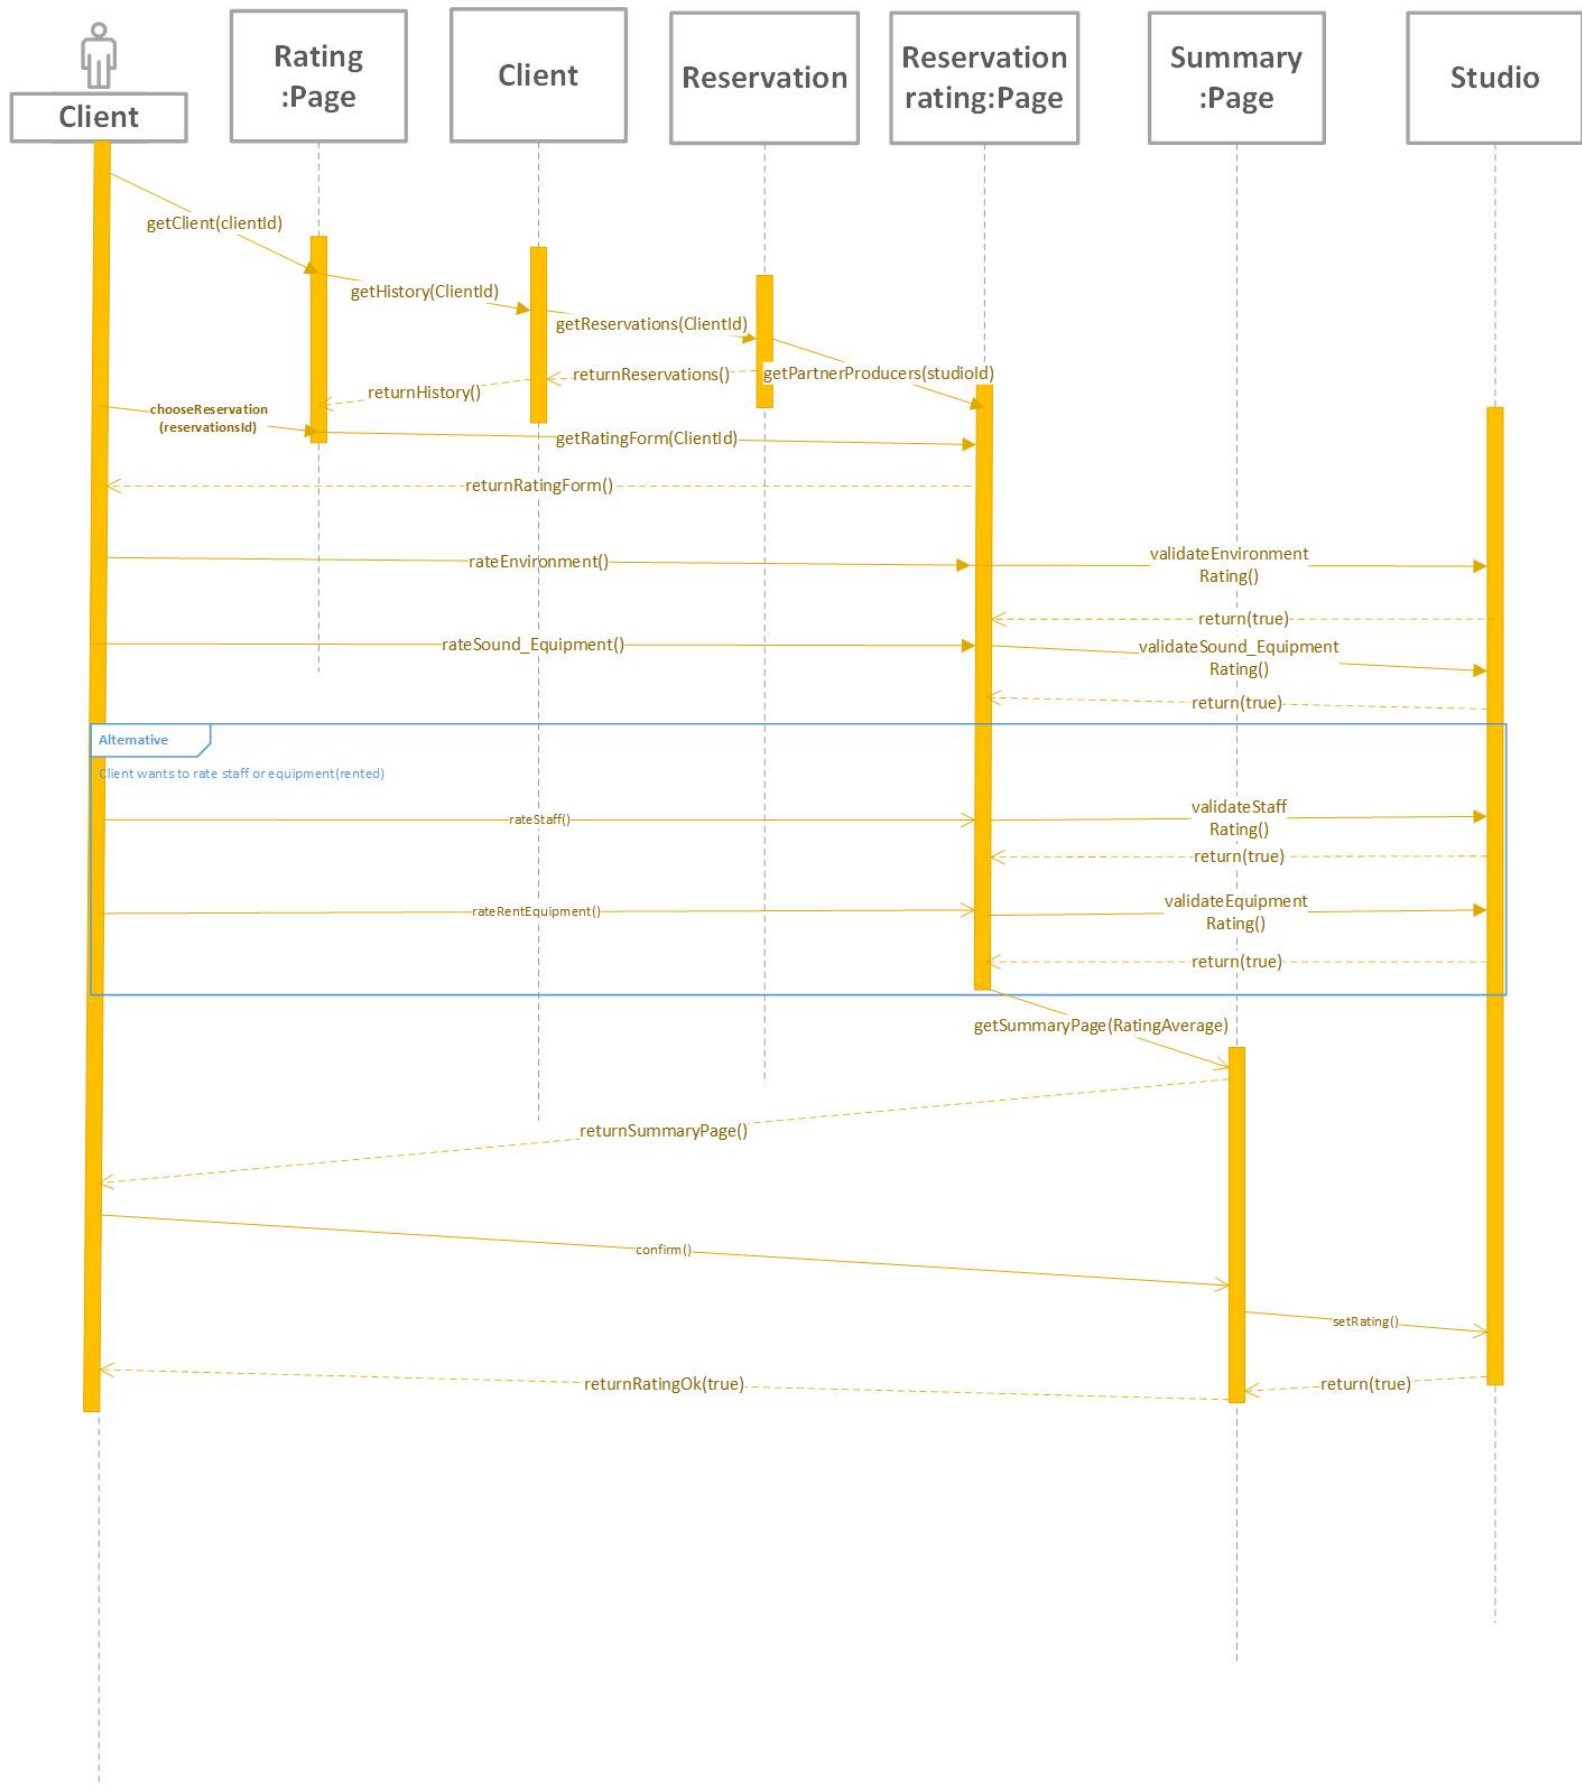 Client
Rating
:Page
Client
Reservation
Reservation
rating:Page
Summary
:Page
Studio
getClient(clientId)
getHistory(ClientId)
getReservations(ClientId)
returnReservations()
getPartnerProducers(studioId)
returnHistory()
chooseReservation
(reservationsId)
getRatingForm(ClientId)
returnRatingForm()
rateEnvironment()
validateEnvironment
Rating()
return(true)
rateSound_Equipment()
validateSound_Equipment
Rating()
return(true)
Alternative
Client wants to rate staff or equipment(rented)
rateStaff()
validateStaff
Rating()
return(true)
rateRentEquipment()
validateEquipment
Rating()
return(true)
getSummaryPage(RatingAverage)
returnSummaryPage()
confirm()
setRating()
returnRatingOk(true)
return(true)